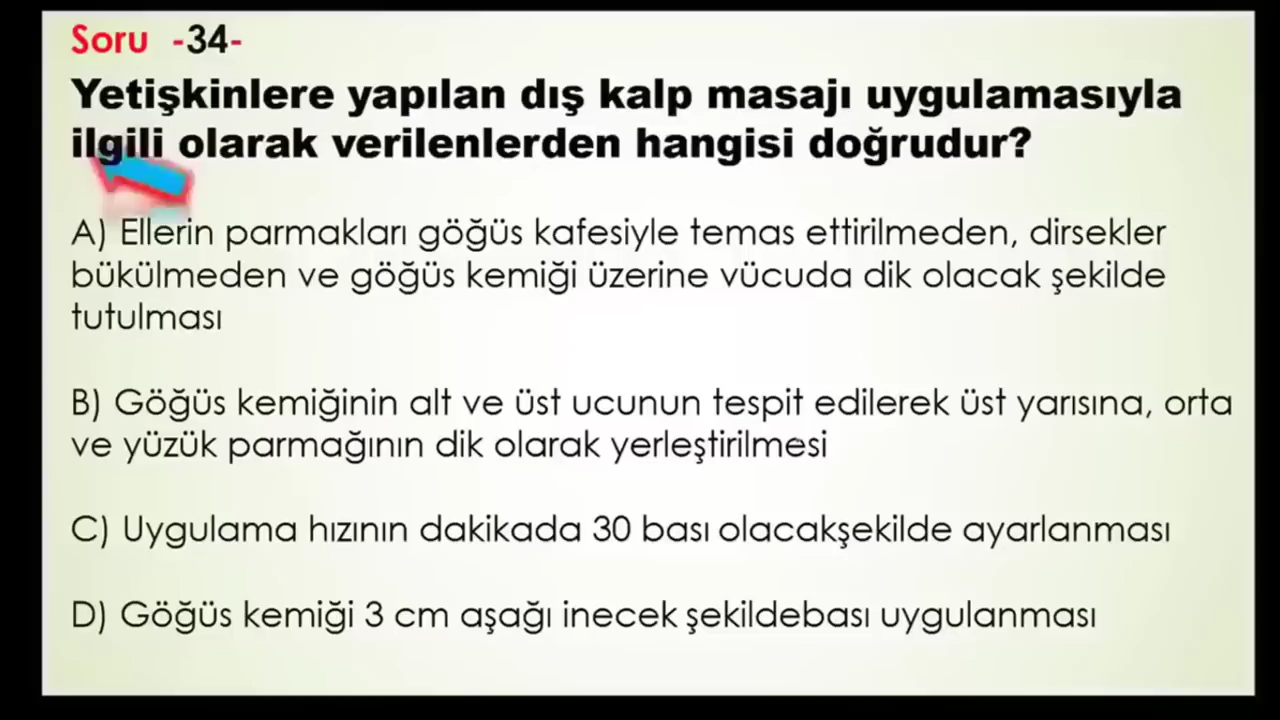 Soru -34-
Yetişkinlere yapılan dış kalp masajı uygulamasıyla
ilgili olarak verilenlerden hangisi doğrudur?
A) Ellerin parmakları göğüs kafesiyle temas ettirilmeden, dirsekler
bükülmeden ve göğüs kemiği üzerine vücuda dik olacak şekilde
tutulması
B) Göğüs kemiğinin alt ve üst ucunun tespit edilerek üst yarısına, orta
ve yüzük parmağının dik olarak yerleştirilmesi
C) Uygulama hızının dakikada 30 bası olacakşekilde ayarlanması
D) Göğüs kemiği 3 cm aşağı inecek şekildebası uygulanması